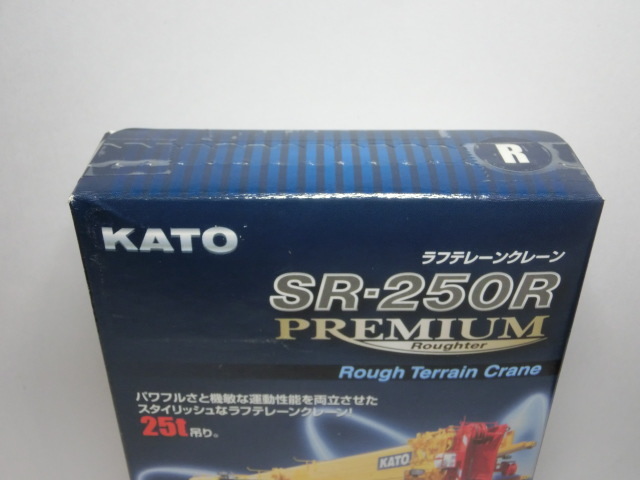 R
KATO
ラフテレーンクレーン
SR-250R
PREMIUM
Roughter
Rough Terrain Crane
パワフルさと機敏な運動性能を両立させた
スタイリッシュなラフテレーンクレーン!
25t吊り。
KATO